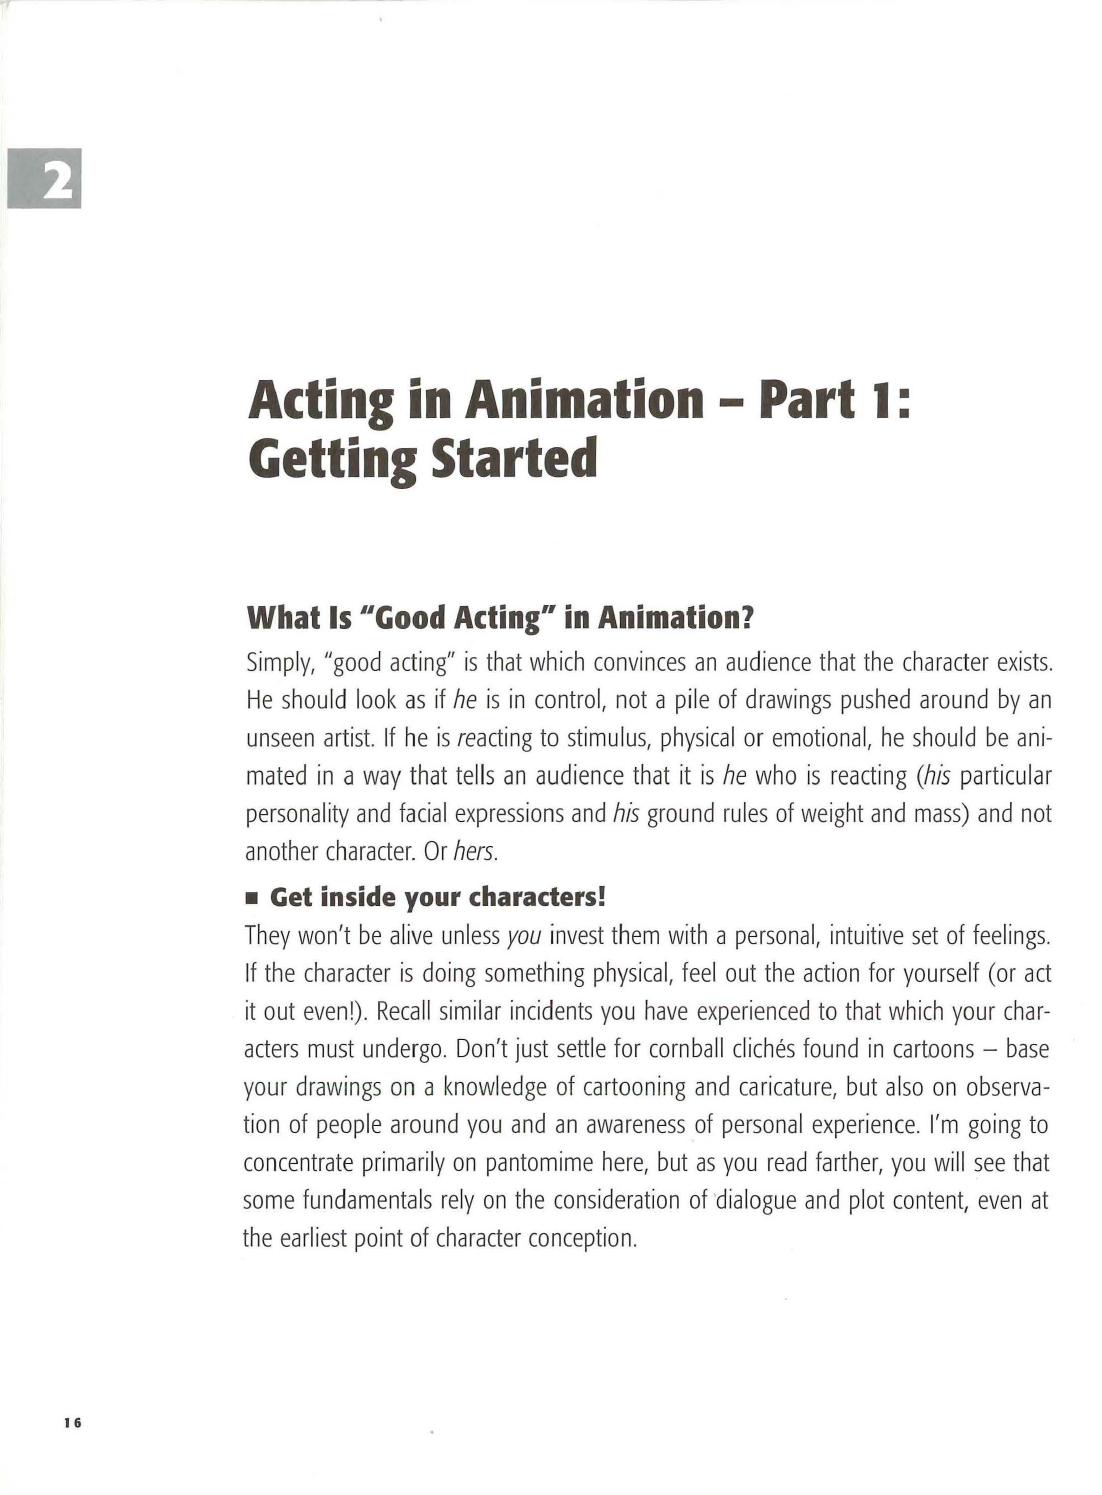 2
Acting in Animation – Part 1:
Getting Started
What Is "Good Acting" in Animation?
Simply, "good acting" is that which convinces an audience that the character exists.
He should look as if he is in control, not a pile of drawings pushed around by an
unseen artist. If he is reacting to stimulus, physical or emotional, he should be ani-
mated in a way that tells an audience that it is he who is reacting (his particular
personality and facial expressions and his ground rules of weight and mass) and not
another character. Or hers.
■ Get inside your characters!
They won't be alive unless you invest them with a personal, intuitive set of feelings.
If the character is doing something physical, feel out the action for yourself (or act
it out even!). Recall similar incidents you have experienced to that which your char-
acters must undergo. Don't just settle for cornball clichés found in cartoons – base
your drawings on a knowledge of cartooning and caricature, but also on observa-
tion of people around you and an awareness of personal experience. I'm going to
concentrate primarily on pantomime here, but as you read farther, you will see that
some fundamentals rely on the consideration of dialogue and plot content, even at
the earliest point of character conception.
16